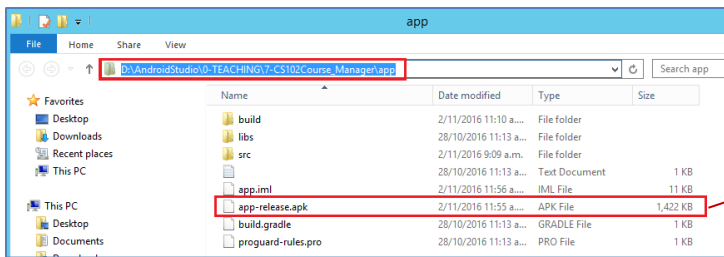 app
File Home Share View
D:\AndroidStudio\0-TEACHING\7-CS102Course_Manager\app Search app
Favorites Name Date modified Type Size
Desktop build 2/11/2016 11:10 a.... File folder
Downloads libs 28/10/2016 11:13 a... File folder
Recent places src 2/11/2016 9:09 a.m. File folder
This PC 28/10/2016 11:13 a... Text Document 1 KB
app.iml 2/11/2016 11:56 a.... IML File 11 KB
This PC app-release.apk 2/11/2016 11:55 a.... APK File 1,422 KB
Desktop build.gradle 28/10/2016 11:13 a... GRADLE File 1 KB
Documents proguard-rules.pro 28/10/2016 11:13 a... PRO File 1 KB